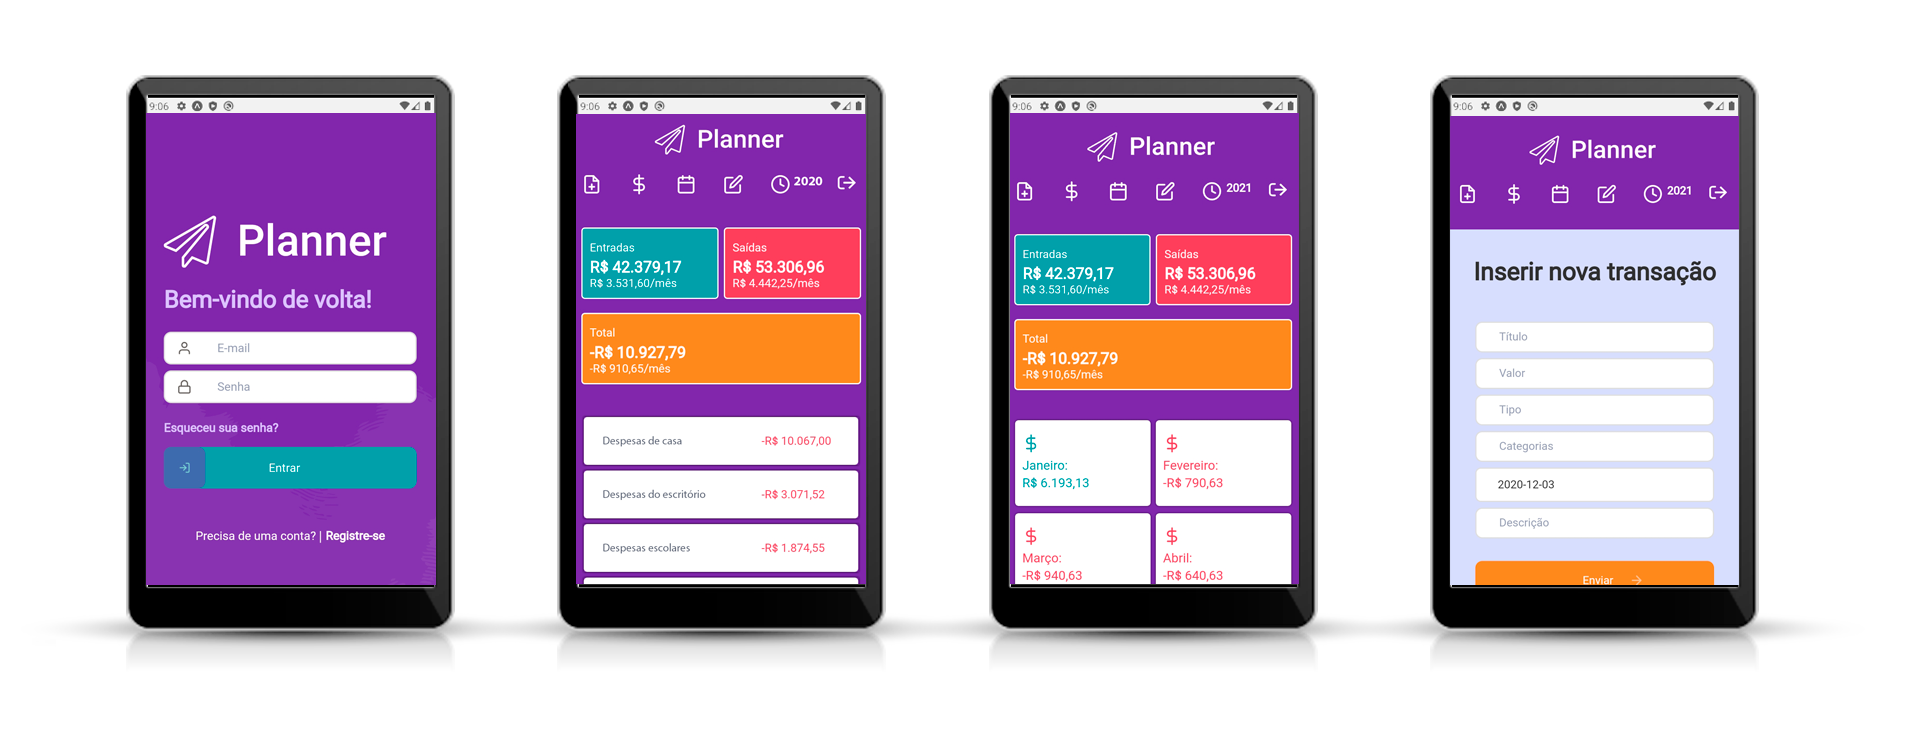 9:06
Planner
Bem-vindo de volta!
E-mail
Senha
Esqueceu sua senha?
Entrar
Precisa de uma conta? | Registre-se
9:06
Planner
2020
Entradas
R$ 42.379,17
R$ 3.531,60/mês
Saídas
R$ 53.306,96
R$ 4.442,25/mês
Total
-R$ 10.927,79
-R$ 910,65/mês
Despesas de casa -R$ 10.067,00
Despesas do escritório -R$ 3.071,52
Despesas escolares -R$ 1.874,55
9:06
Planner
2021
Entradas
R$ 42.379,17
R$ 3.531,60/mês
Saídas
R$ 53.306,96
R$ 4.442,25/mês
Total
-R$ 10.927,79
-R$ 910,65/mês
Janeiro:
R$ 6.193,13
Fevereiro:
-R$ 790,63
Março:
-R$ 940,63
Abril:
-R$ 640,63
9:06
Planner
2021
Inserir nova transação
Título
Valor
Tipo
Categorias
2020-12-03
Descrição
Enviar